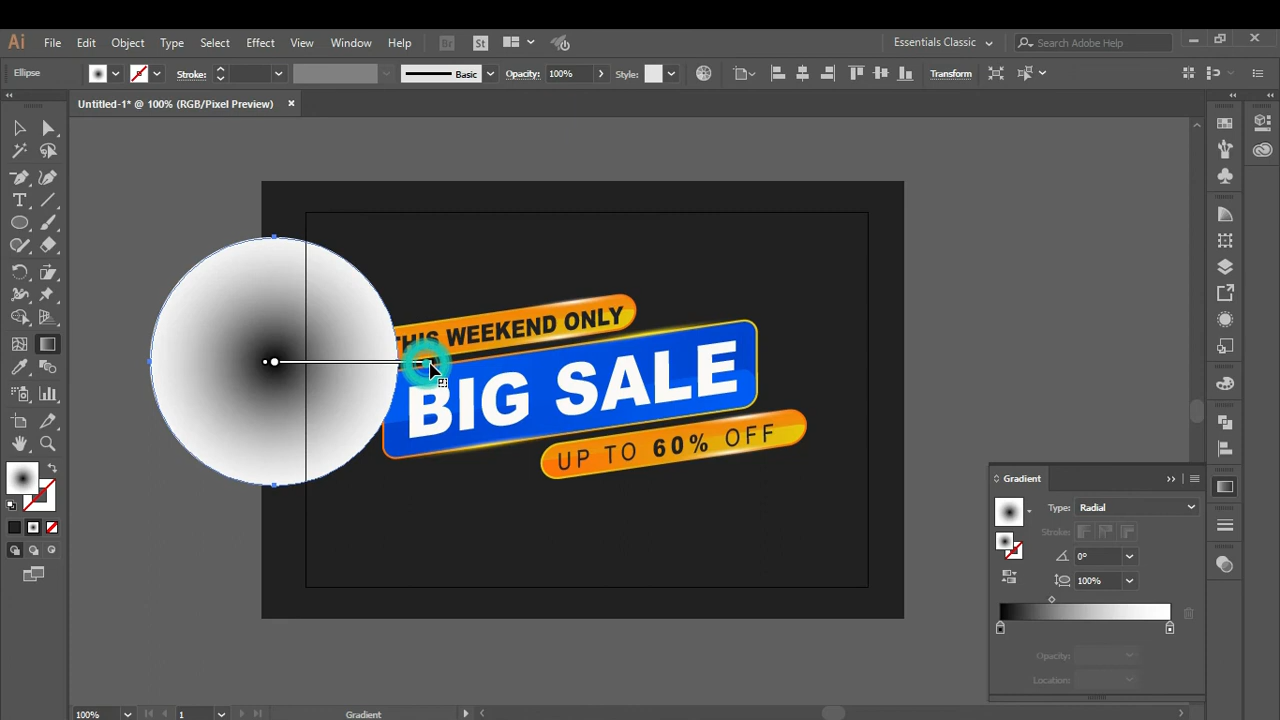 Ai File Edit Object Type Select Effect View Window Help Br St Essentials Classic Search Adobe Help
Ellipse Stroke: Basic Opacity: 100% Style: Transform
Untitled-1* @ 100% (RGB/Pixel Preview) ×
THIS WEEKEND ONLY
BIG SALE
UP TO 60% OFF
Gradient
Type: Radial
Stroke:
0°
100%
Opacity:
Location:
100% 1 Gradient